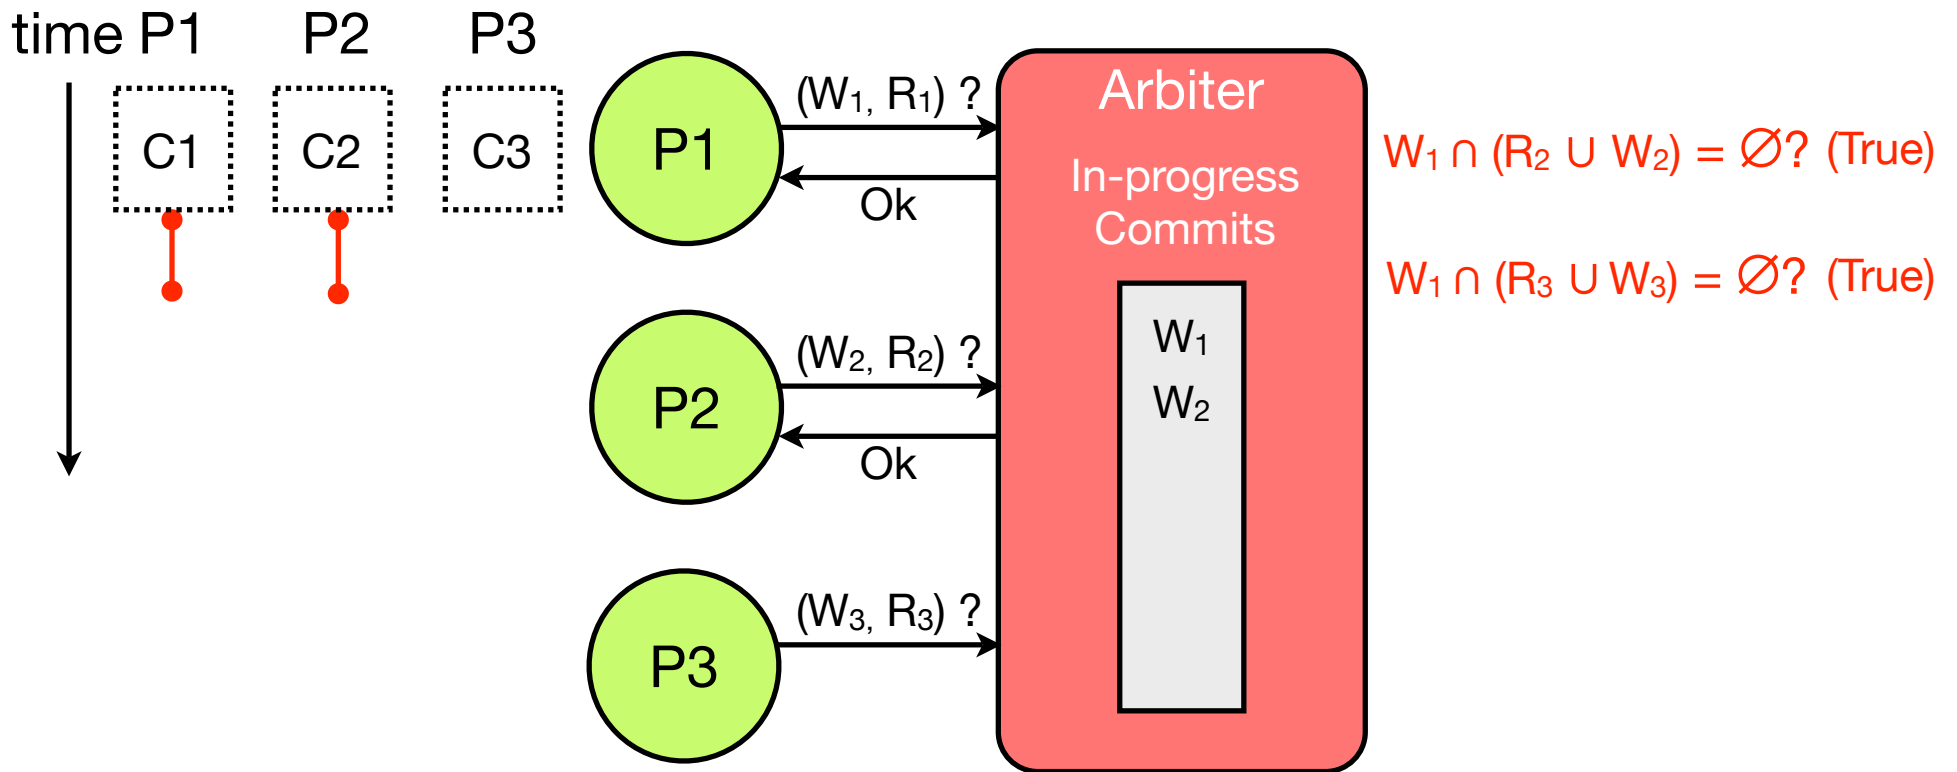 time P1 P2 P3
C1 C2 C3
P1
(W₁, R₁) ?
Ok
Arbiter
In-progress
Commits
W₁ ∩ (R₂ ∪ W₂) = ∅? (True)
W₁ ∩ (R₃ ∪ W₃) = ∅? (True)
W₁
W₂
P2
(W₂, R₂) ?
Ok
P3
(W₃, R₃) ?